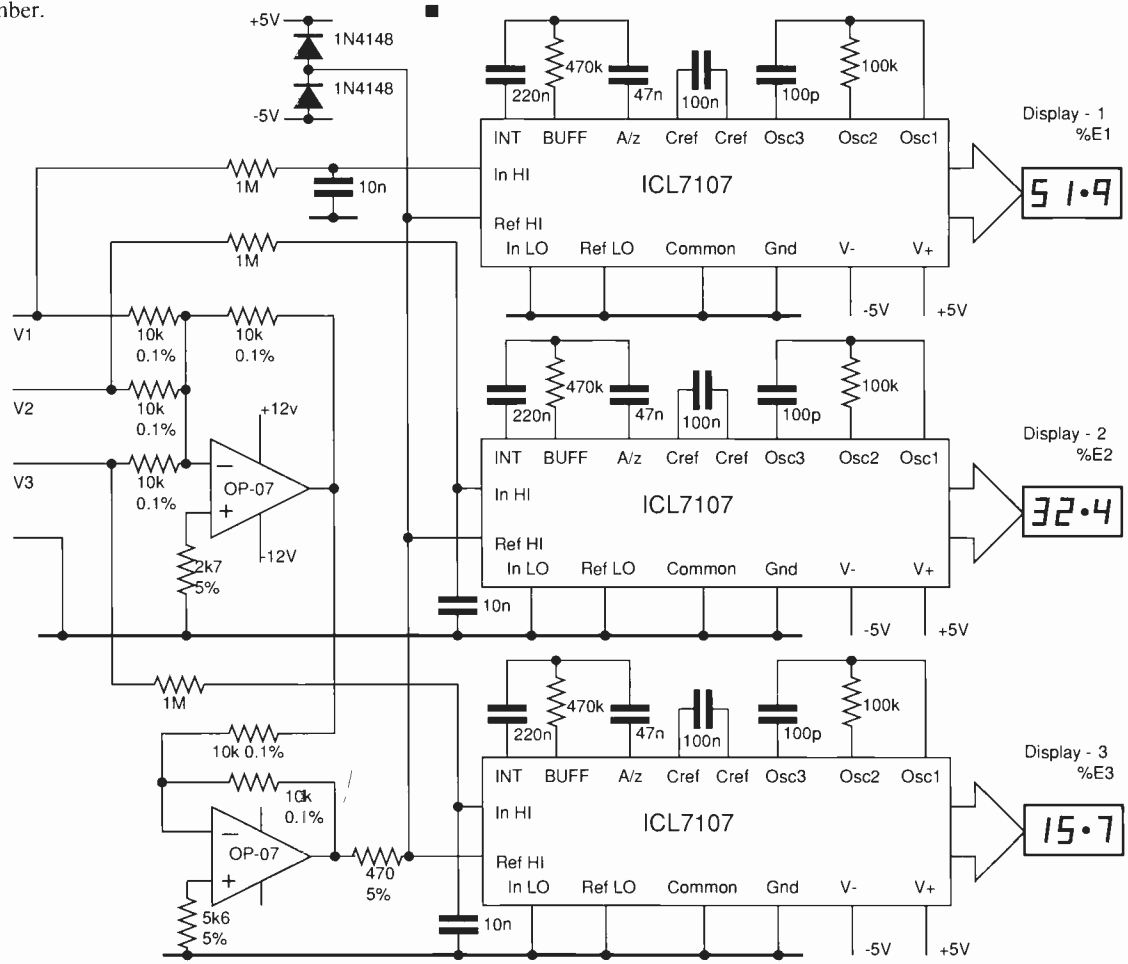 mber.
+5V
1N4148
1N4148
-5V
470k
220n
47n
100n
100p
100k
INT BUFF A/z Cref Cref Osc3 Osc2 Osc1
In HI
ICL7107
Ref HI
In LO Ref LO Common Gnd V- V+
-5V +5V
Display - 1
%E1
51.9
1M
10n
1M
V1
10k
0.1%
10k
0.1%
V2
10k
0.1%
V3
10k
0.1%
+12v
OP-07
-12V
2k7
5%
470k
220n
47n
100n
100p
100k
INT BUFF A/z Cref Cref Osc3 Osc2 Osc1
In HI
ICL7107
Ref HI
In LO Ref LO Common Gnd V- V+
-5V +5V
10n
Display - 2
%E2
32.4
1M
10k 0.1%
10k
0.1%
OP-07
470
5%
5k6
5%
10n
470k
220n
47n
100n
100p
100k
INT BUFF A/z Cref Cref Osc3 Osc2 Osc1
In HI
ICL7107
Ref HI
In LO Ref LO Common Gnd V- V+
-5V +5V
Display - 3
%E3
15.7